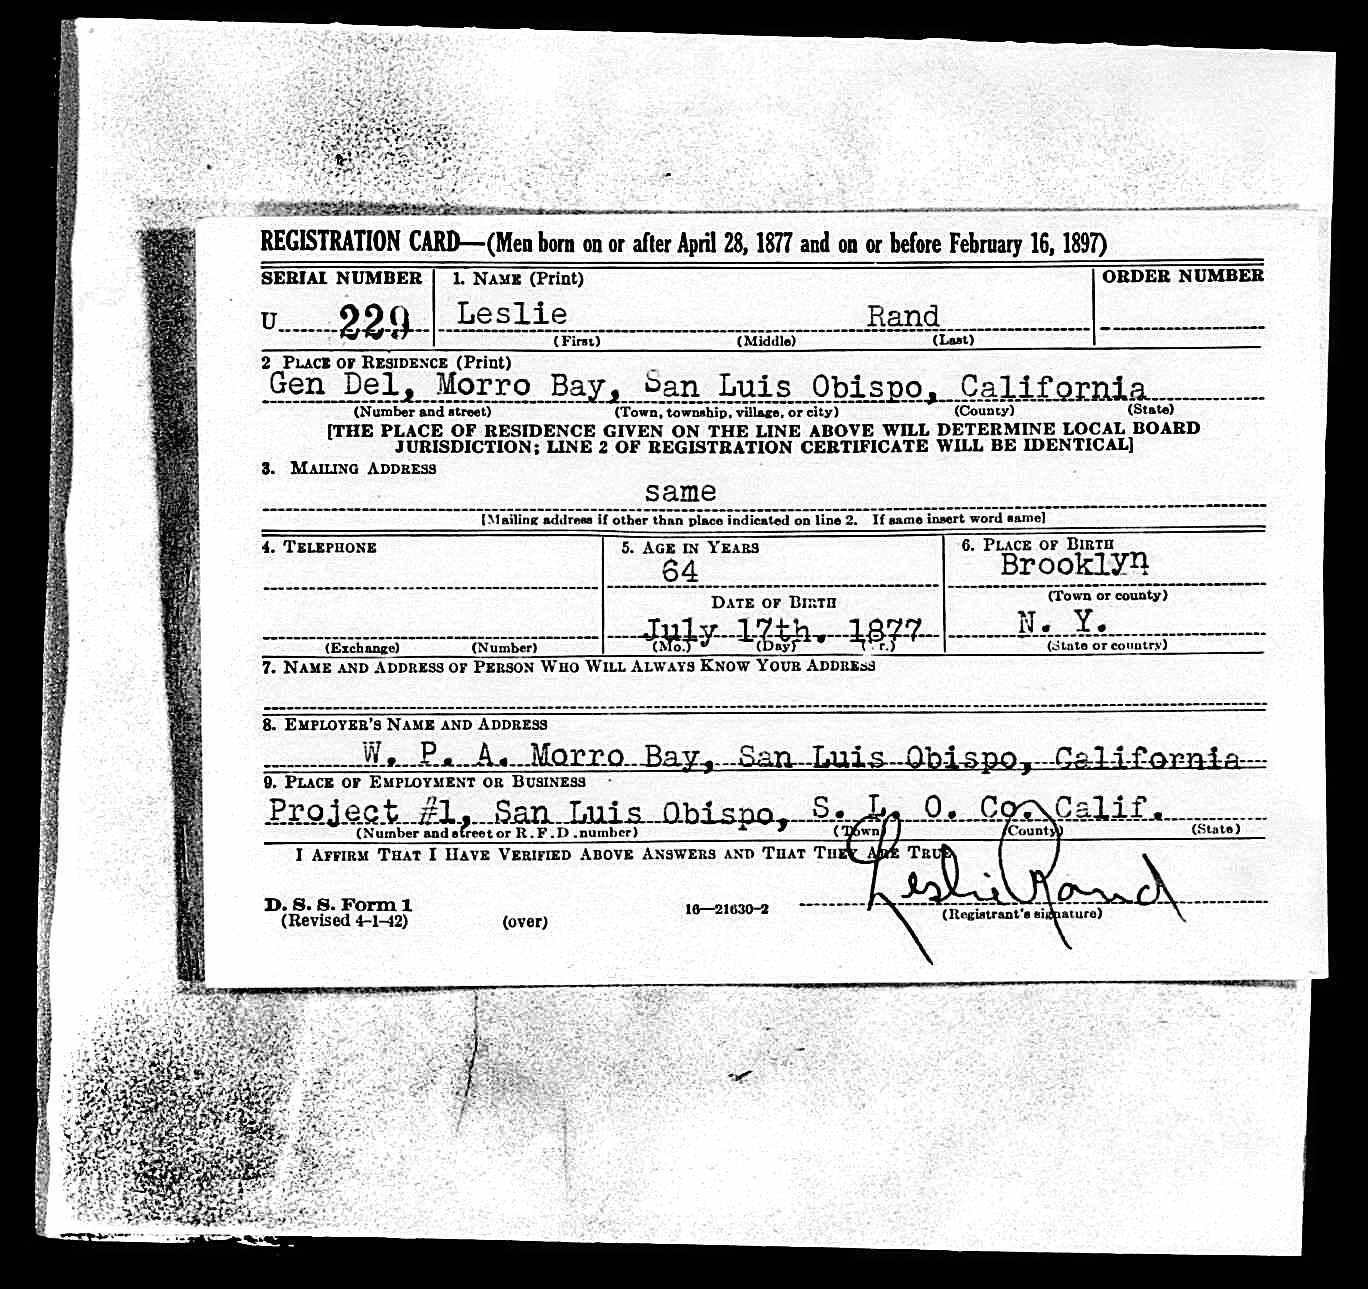 REGISTRATION CARD—(Men born on or after April 28, 1877 and on or before February 16, 1897)
SERIAL NUMBER 1. NAME (Print) ORDER NUMBER
U 229 Leslie Rand
(First) (Middle) (Last)
2 PLACE OF RESIDENCE (Print)
Gen Del, Morro Bay, San Luis Obispo, California
(Number and street) (Town, township, village, or city) (County) (State)
[THE PLACE OF RESIDENCE GIVEN ON THE LINE ABOVE WILL DETERMINE LOCAL BOARD
JURISDICTION; LINE 2 OF REGISTRATION CERTIFICATE WILL BE IDENTICAL]
3. MAILING ADDRESS
same
[Mailing address if other than place indicated on line 2. If same insert word same]
4. TELEPHONE 5. AGE IN YEARS 6. PLACE OF BIRTH
64 Brooklyn
DATE OF BIRTH (Town or county)
July 17th. 1877 N. Y.
(Exchange) (Number) (Mo.) (Day) (Yr.) (State or country)
7. NAME AND ADDRESS OF PERSON WHO WILL ALWAYS KNOW YOUR ADDRESS
8. EMPLOYER'S NAME AND ADDRESS
W. P. A. Morro Bay, San Luis Obispo, California
9. PLACE OF EMPLOYMENT OR BUSINESS
Project #1, San Luis Obispo, S. L. O. Co. Calif.
(Number and street or R. F. D. number) (Town) (County) (State)
I AFFIRM THAT I HAVE VERIFIED ABOVE ANSWERS AND THAT THEY ARE TRUE
Leslie Rand
D. S. S. Form 1
(Revised 4-1-42) (over) 16—21630-2 (Registrant's signature)